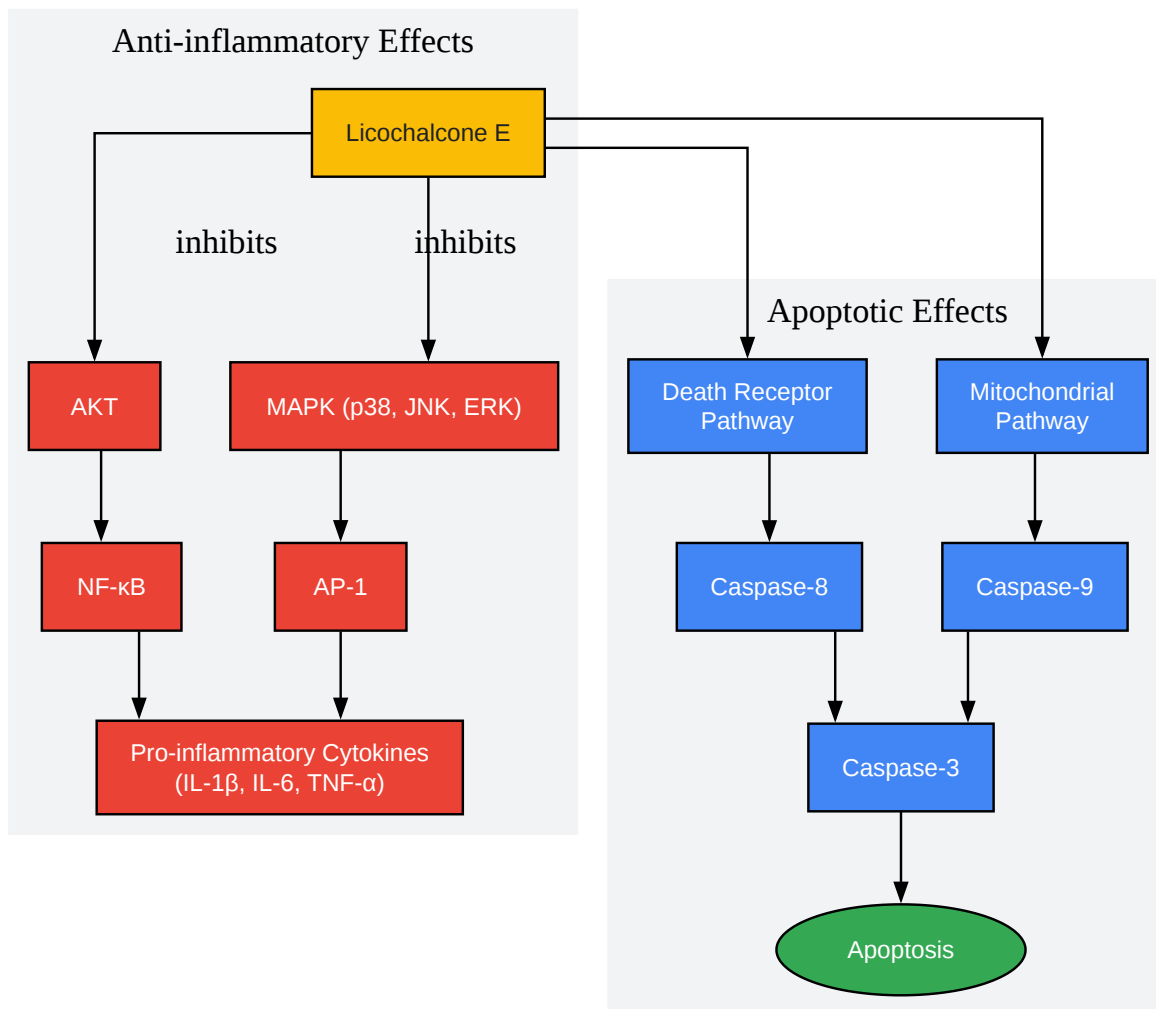 Anti-inflammatory Effects
Licochalcone E
inhibits
inhibits
Apoptotic Effects
AKT
MAPK (p38, JNK, ERK)
Death Receptor
Pathway
Mitochondrial
Pathway
NF-κB
AP-1
Caspase-8
Caspase-9
Pro-inflammatory Cytokines
(IL-1β, IL-6, TNF-α)
Caspase-3
Apoptosis